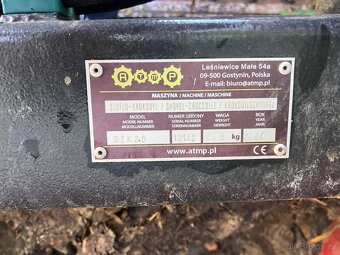 ATMP
Leśniewice Małe 54a
09-500 Gostynin, Polska
E-mail: biuro@atmp.pl
MASZYNA / MACHINE / MASCHINE
SZUFLO-KROKODYL / SHOVEL-CROCODILE / KROKODILSCHAUFEL
MODEL
MODEL NUMBER
MODELLNUMMER
NUMER SERYJNY
SERIAL NUMBER
SERIENNUMMER
WAGA
WEIGHT
GEWICHT
ROK
YEAR
JAHR
kg
www.atmp.pl
CE